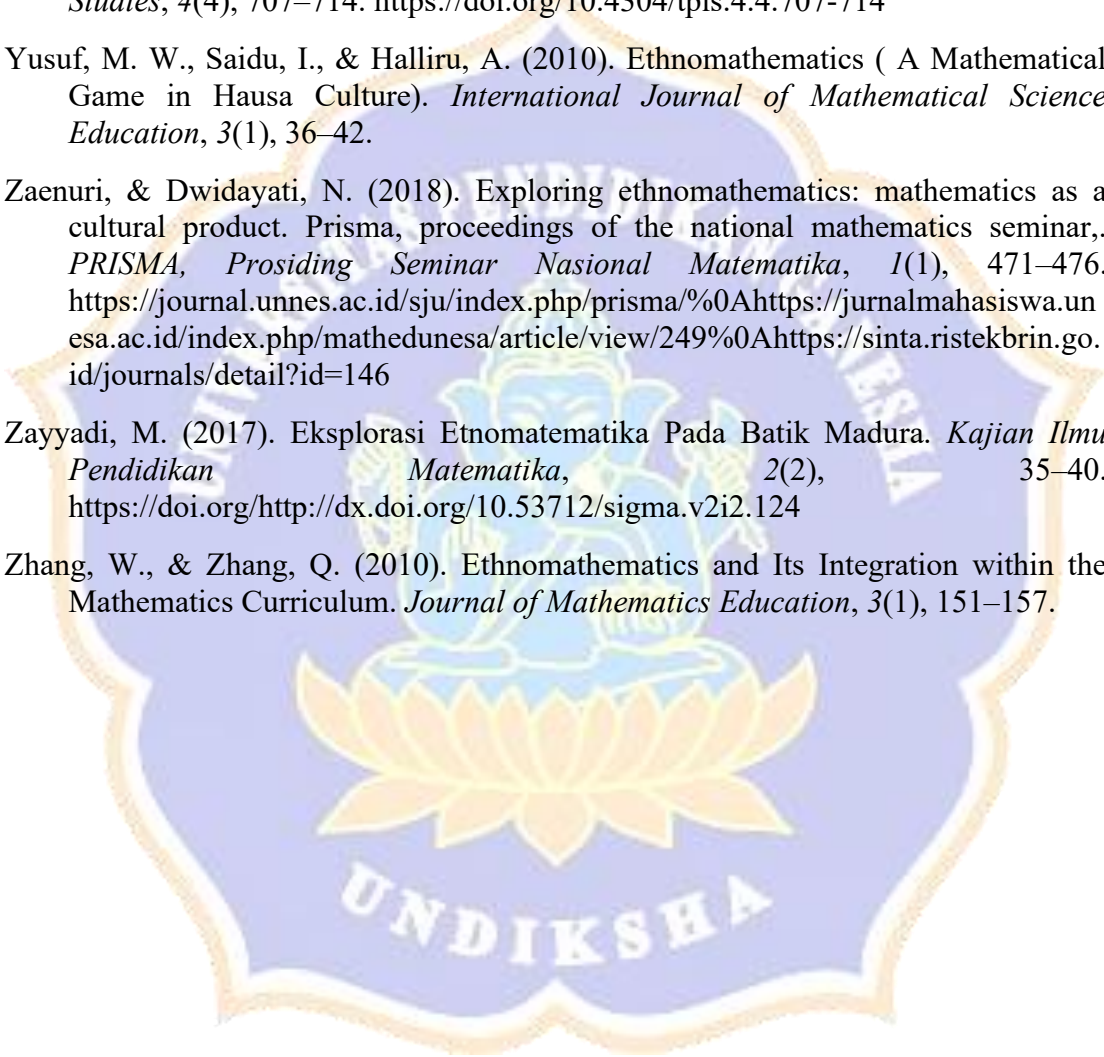 Studies, 4(4), 707–714. https://doi.org/10.4304/tpls.4.4.707-714
Yusuf, M. W., Saidu, I., & Halliru, A. (2010). Ethnomathematics ( A Mathematical
Game in Hausa Culture). International Journal of Mathematical Science
Education, 3(1), 36–42.
Zaenuri, & Dwidayati, N. (2018). Exploring ethnomathematics: mathematics as a
cultural product. Prisma, proceedings of the national mathematics seminar,.
PRISMA, Prosiding Seminar Nasional Matematika, 1(1), 471–476.
https://journal.unnes.ac.id/sju/index.php/prisma/%0Ahttps://jurnalmahasiswa.un
esa.ac.id/index.php/mathedunesa/article/view/249%0Ahttps://sinta.ristekbrin.go.
id/journals/detail?id=146
Zayyadi, M. (2017). Eksplorasi Etnomatematika Pada Batik Madura. Kajian Ilmu
Pendidikan Matematika, 2(2), 35–40.
https://doi.org/http://dx.doi.org/10.53712/sigma.v2i2.124
Zhang, W., & Zhang, Q. (2010). Ethnomathematics and Its Integration within the
Mathematics Curriculum. Journal of Mathematics Education, 3(1), 151–157.
UNDIKSHA